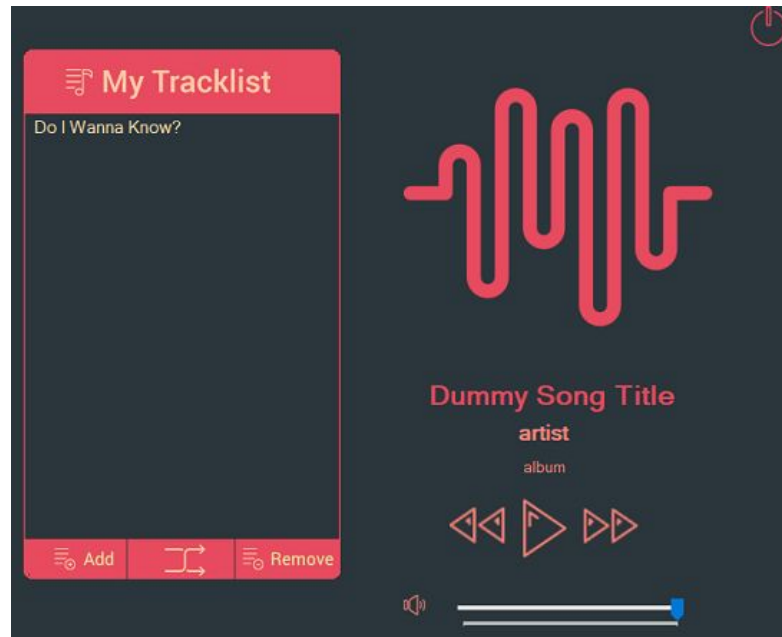 My Tracklist
Do I Wanna Know?
Dummy Song Title
artist
album
Add
Remove